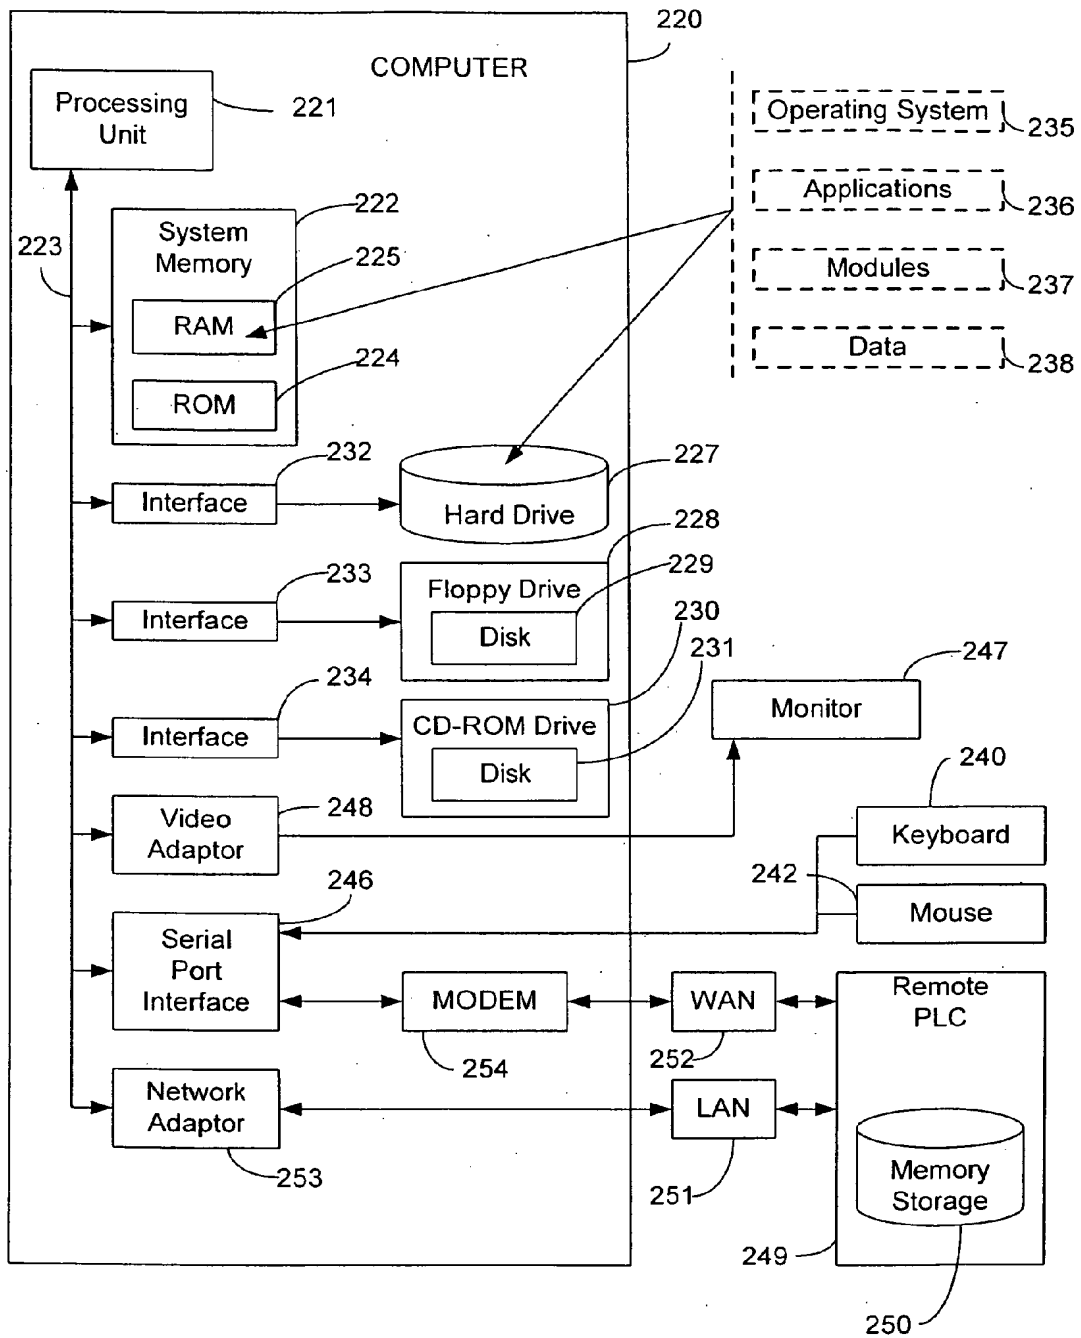 220
COMPUTER
Processing
Unit
221
Operating System
235
Applications
236
Modules
237
Data
238
222
System
Memory
223
225
RAM
224
ROM
232
Interface
227
Hard Drive
228
233
Interface
Floppy Drive
229
Disk
230
231
234
Interface
CD-ROM Drive
Disk
247
Monitor
248
Video
Adaptor
240
Keyboard
242
Mouse
246
Serial
Port
Interface
MODEM
254
WAN
252
Remote
PLC
Network
Adaptor
253
LAN
251
Memory
Storage
249
250